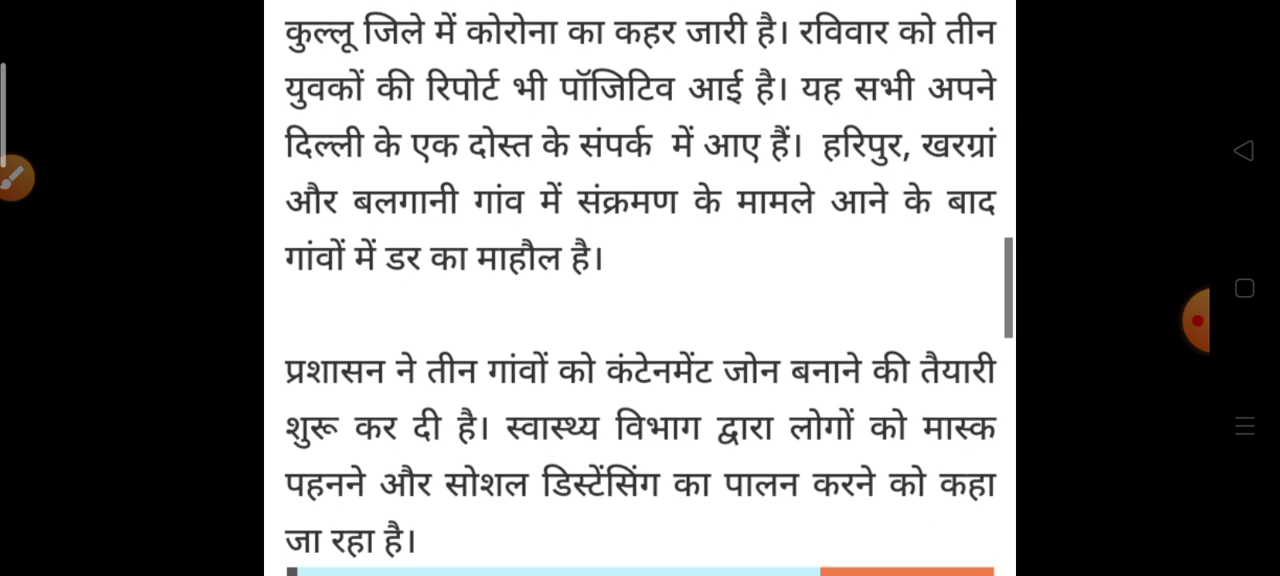 कुल्लू जिले में कोरोना का कहर जारी है। रविवार को तीन
युवकों की रिपोर्ट भी पॉजिटिव आई है। यह सभी अपने
दिल्ली के एक दोस्त के संपर्क में आए हैं। हरिपुर, खरग्रां
और बलगानी गांव में संक्रमण के मामले आने के बाद
गांवों में डर का माहौल है।
प्रशासन ने तीन गांवों को कंटेनमेंट जोन बनाने की तैयारी
शुरू कर दी है। स्वास्थ्य विभाग द्वारा लोगों को मास्क
पहनने और सोशल डिस्टेंसिंग का पालन करने को कहा
जा रहा है।